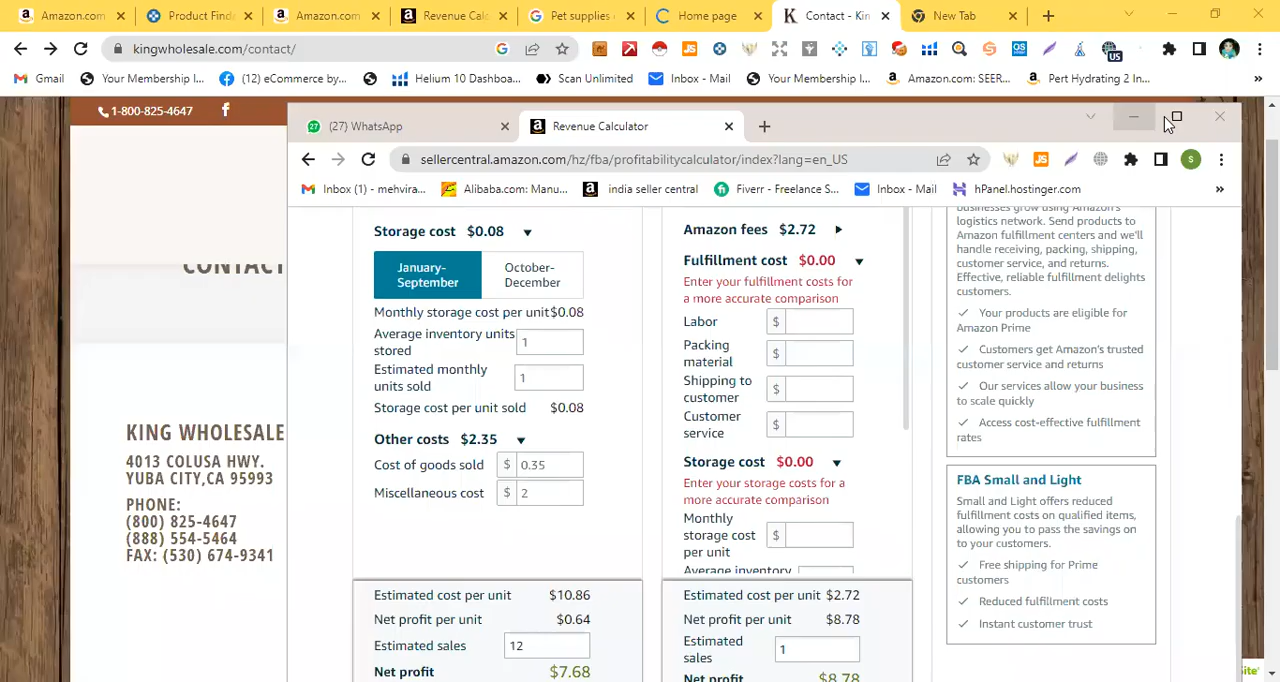 Amazon.com
Product Find
Amazon.com
Revenue Calc
Pet supplies
Home page
Contact - Kin
New Tab
kingwholesale.com/contact/
Gmail
Your Membership I...
(12) eCommerce by...
Helium 10 Dashboa...
Scan Unlimited
Inbox - Mail
Your Membership I...
Amazon.com: SEER...
Pert Hydrating 2 In...
»
1-800-825-4647
CONTACT
KING WHOLESALE
4013 COLUSA HWY.
YUBA CITY,CA 95993
PHONE:
(800) 825-4647
(888) 554-5464
FAX: (530) 674-9341
(27) WhatsApp
Revenue Calculator
sellercentral.amazon.com/hz/fba/profitabilitycalculator/index?lang=en_US
Inbox (1) - mehvira...
Alibaba.com: Manu...
india seller central
Fiverr - Freelance S...
Inbox - Mail
hPanel.hostinger.com
»
Storage cost $0.08
January-
September
October-
December
Monthly storage cost per unit $0.08
Average inventory units
stored
1
Estimated monthly
units sold
1
Storage cost per unit sold $0.08
Other costs $2.35
Cost of goods sold $ 0.35
Miscellaneous cost $ 2
Estimated cost per unit $10.86
Net profit per unit $0.64
Estimated sales 12
Net profit $7.68
Amazon fees $2.72
Fulfillment cost $0.00
Enter your fulfillment costs for
a more accurate comparison
Labor $
Packing
material $
Shipping to
customer $
Customer
service $
Storage cost $0.00
Enter your storage costs for a
more accurate comparison
Monthly
storage cost
per unit $
Average inventory
Estimated cost per unit $2.72
Net profit per unit $8.78
Estimated
sales 1
Net profit $8.78
businesses grow using Amazon's
logistics network. Send products to
Amazon fulfillment centers and we'll
handle receiving, packing, shipping,
customer service, and returns.
Effective, reliable fulfillment delights
customers.
Your products are eligible for
Amazon Prime
Customers get Amazon's trusted
customer service and returns
Our services allow your business
to scale quickly
Access cost-effective fulfillment
rates
FBA Small and Light
Small and Light offers reduced
fulfillment costs on qualified items,
allowing you to pass the savings on
to your customers.
Free shipping for Prime
customers
Reduced fulfillment costs
Instant customer trust